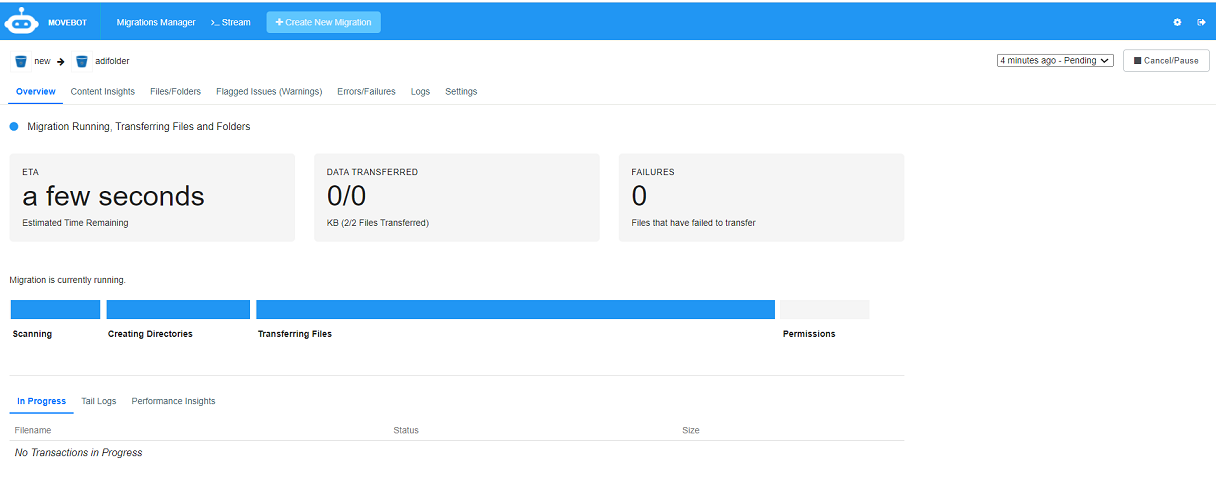 MOVEBOT Migrations Manager >_ Stream + Create New Migration
new → adifolder 4 minutes ago - Pending Cancel/Pause
Overview Content Insights Files/Folders Flagged Issues (Warnings) Errors/Failures Logs Settings
Migration Running, Transferring Files and Folders
ETA DATA TRANSFERRED FAILURES
a few seconds 0/0 0
Estimated Time Remaining KB (2/2 Files Transferred) Files that have failed to transfer
Migration is currently running.
Scanning Creating Directories Transferring Files Permissions
In Progress Tail Logs Performance Insights
Filename Status Size
No Transactions in Progress